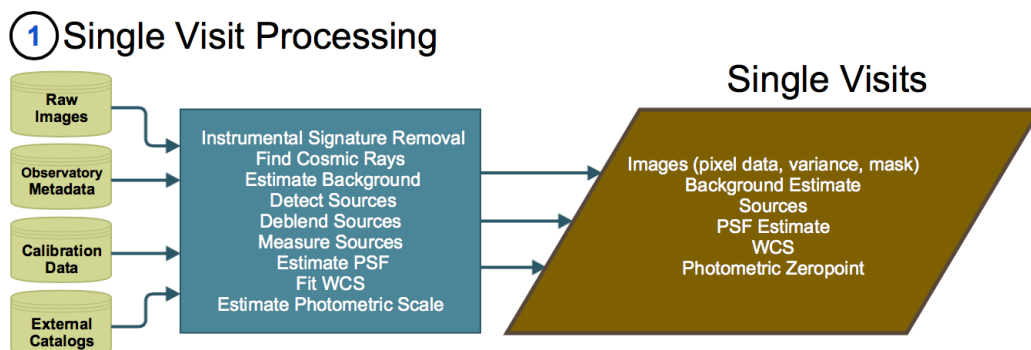 1 Single Visit Processing
Raw
Images
Observatory
Metadata
Calibration
Data
External
Catalogs
Instrumental Signature Removal
Find Cosmic Rays
Estimate Background
Detect Sources
Deblend Sources
Measure Sources
Estimate PSF
Fit WCS
Estimate Photometric Scale
Single Visits
Images (pixel data, variance, mask)
Background Estimate
Sources
PSF Estimate
WCS
Photometric Zeropoint